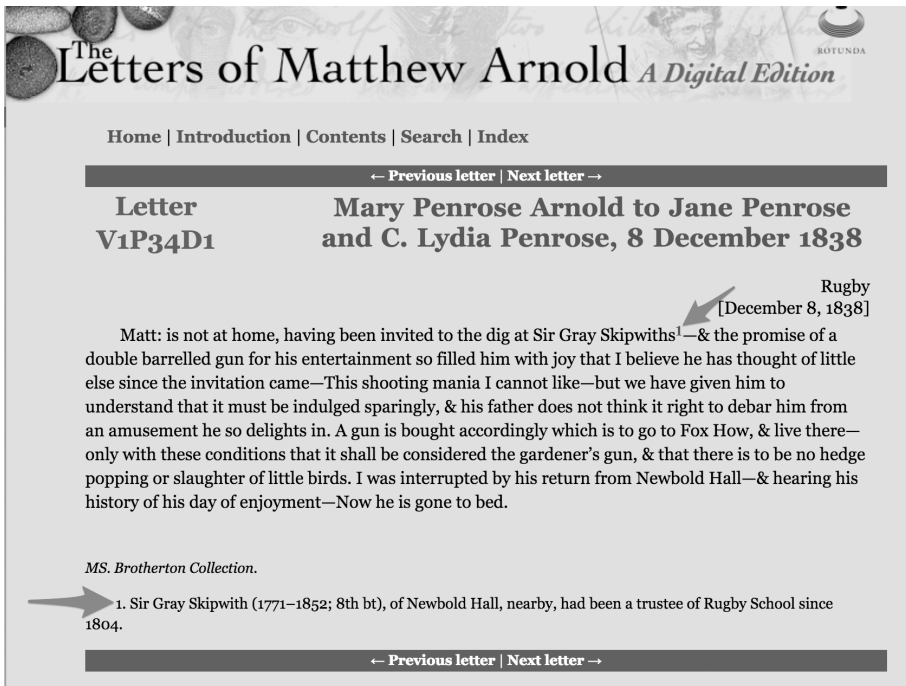 The
Letters of Matthew Arnold A Digital Edition
ROTUNDA
Home | Introduction | Contents | Search | Index
← Previous letter | Next letter →
Letter
V1P34D1
Mary Penrose Arnold to Jane Penrose
and C. Lydia Penrose, 8 December 1838
Rugby
[December 8, 1838]
Matt: is not at home, having been invited to the dig at Sir Gray Skipwiths¹—& the promise of a
double barrelled gun for his entertainment so filled him with joy that I believe he has thought of little
else since the invitation came—This shooting mania I cannot like—but we have given him to
understand that it must be indulged sparingly, & his father does not think it right to debar him from
an amusement he so delights in. A gun is bought accordingly which is to go to Fox How, & live there—
only with these conditions that it shall be considered the gardener's gun, & that there is to be no hedge
popping or slaughter of little birds. I was interrupted by his return from Newbold Hall—& hearing his
history of his day of enjoyment—Now he is gone to bed.
MS. Brotherton Collection.
1. Sir Gray Skipwith (1771–1852; 8th bt), of Newbold Hall, nearby, had been a trustee of Rugby School since
1804.
← Previous letter | Next letter →